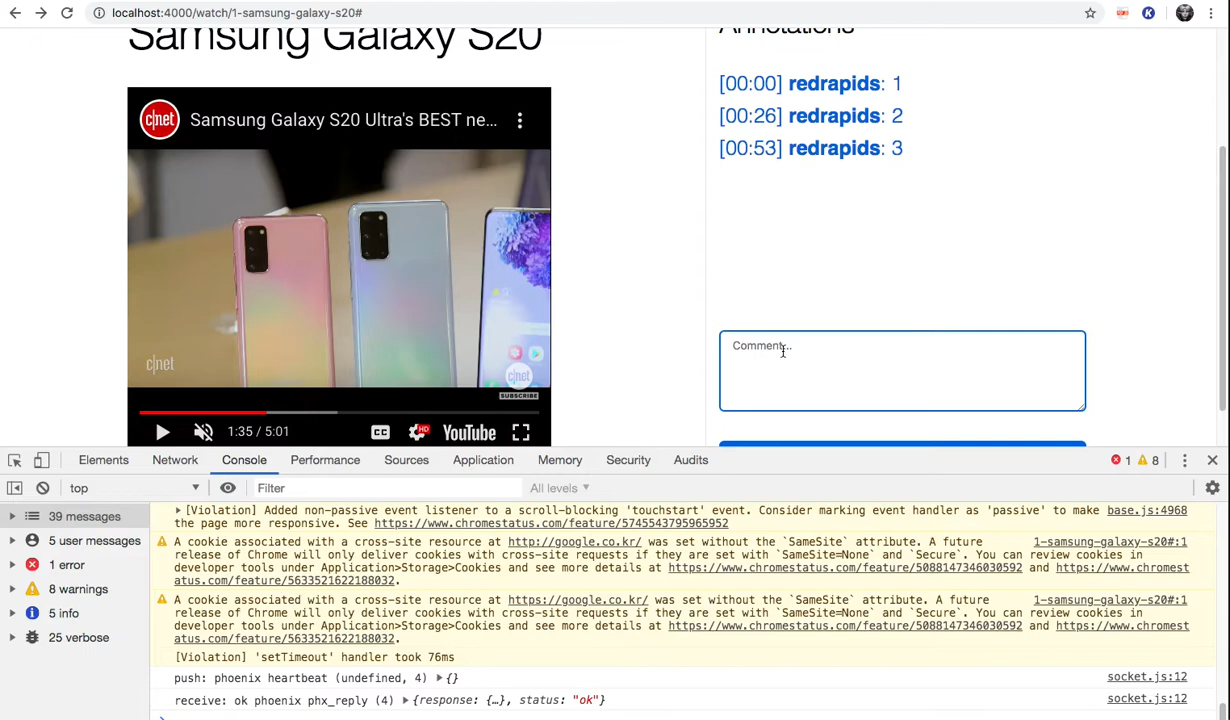 localhost:4000/watch/1-samsung-galaxy-s20#
Samsung Galaxy S20
Annotations
c|net Samsung Galaxy S20 Ultra's BEST ne...
[00:00] redrapids: 1
[00:26] redrapids: 2
[00:53] redrapids: 3
Comment...
c|net
c|net
SUBSCRIBE
1:35 / 5:01
CC
HD
YouTube
Elements Network Console Performance Sources Application Memory Security Audits 1 8
top Filter All levels
39 messages
5 user messages
1 error
8 warnings
5 info
25 verbose
[Violation] Added non-passive event listener to a scroll-blocking 'touchstart' event. Consider marking event handler as 'passive' to make base.js:4968
the page more responsive. See https://www.chromestatus.com/feature/5745543795965952
A cookie associated with a cross-site resource at http://google.co.kr/ was set without the `SameSite` attribute. A future 1-samsung-galaxy-s20#:1
release of Chrome will only deliver cookies with cross-site requests if they are set with `SameSite=None` and `Secure`. You can review cookies in
developer tools under Application>Storage>Cookies and see more details at https://www.chromestatus.com/feature/5088147346030592 and https://www.chromest
atus.com/feature/5633521622188032.
A cookie associated with a cross-site resource at https://google.co.kr/ was set without the `SameSite` attribute. A future 1-samsung-galaxy-s20#:1
release of Chrome will only deliver cookies with cross-site requests if they are set with `SameSite=None` and `Secure`. You can review cookies in
developer tools under Application>Storage>Cookies and see more details at https://www.chromestatus.com/feature/5088147346030592 and https://www.chromest
atus.com/feature/5633521622188032.
[Violation] 'setTimeout' handler took 76ms
push: phoenix heartbeat (undefined, 4) {} socket.js:12
receive: ok phoenix phx_reply (4) {response: {…}, status: "ok"} socket.js:12